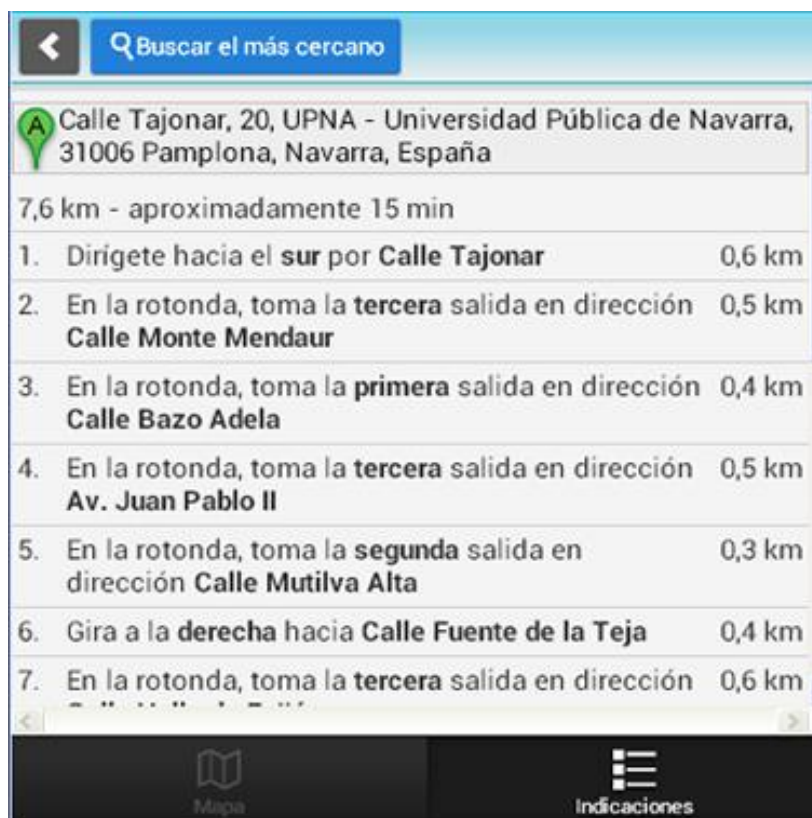 Buscar el más cercano
A
Calle Tajonar, 20, UPNA - Universidad Pública de Navarra,
31006 Pamplona, Navarra, España
7,6 km - aproximadamente 15 min
1. Dirígete hacia el sur por Calle Tajonar 0,6 km
2. En la rotonda, toma la tercera salida en dirección 0,5 km
Calle Monte Mendaur
3. En la rotonda, toma la primera salida en dirección 0,4 km
Calle Bazo Adela
4. En la rotonda, toma la tercera salida en dirección 0,5 km
Av. Juan Pablo II
5. En la rotonda, toma la segunda salida en 0,3 km
dirección Calle Mutilva Alta
6. Gira a la derecha hacia Calle Fuente de la Teja 0,4 km
7. En la rotonda, toma la tercera salida en dirección 0,6 km
Mapa
Indicaciones